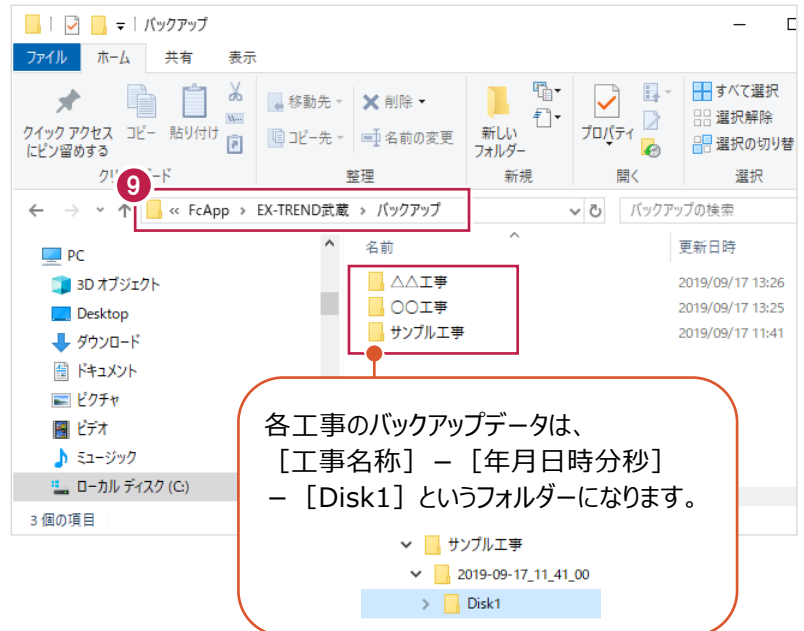 バックアップ
ファイル ホーム 共有 表示
クイック アクセス
にピン留めする
コピー 貼り付け
移動先 削除
コピー先 名前の変更
新しい
フォルダー
プロパティ
すべて選択
選択解除
選択の切り替
整理 新規 開く 選択
9
« FcApp › EX-TREND武蔵 › バックアップ
バックアップの検索
名前 更新日時
PC
3D オブジェクト
Desktop
ダウンロード
ドキュメント
ピクチャ
ビデオ
ミュージック
ローカル ディスク (C:)
△△工事 2019/09/17 13:26
○○工事 2019/09/17 13:25
サンプル工事 2019/09/17 11:41
3 個の項目
各工事のバックアップデータは、
［工事名称］－［年月日時分秒］
－［Disk1］というフォルダーになります。
サンプル工事
2019-09-17_11_41_00
Disk1